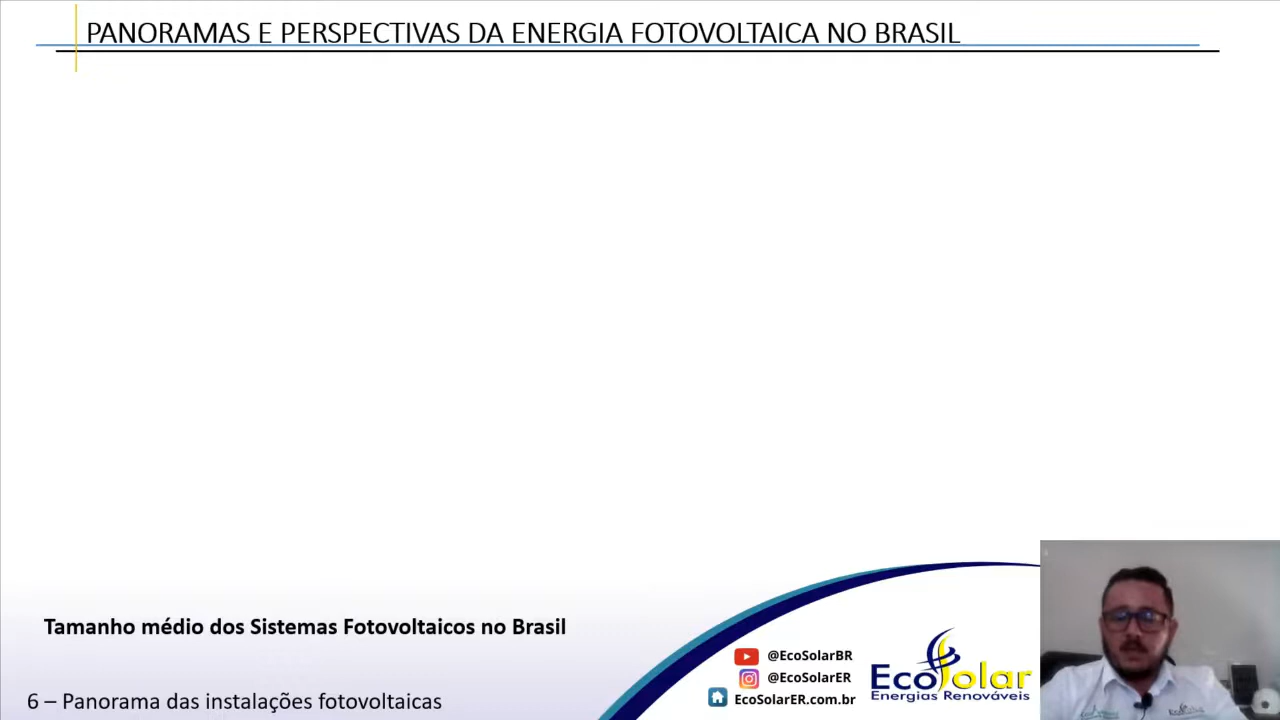 PANORAMAS E PERSPECTIVAS DA ENERGIA FOTOVOLTAICA NO BRASIL
Tamanho médio dos Sistemas Fotovoltaicos no Brasil
@EcoSolarBR
@EcoSolarER
EcoSolarER.com.br
EcoSolar
Energias Renováveis
6 – Panorama das instalações fotovoltaicas